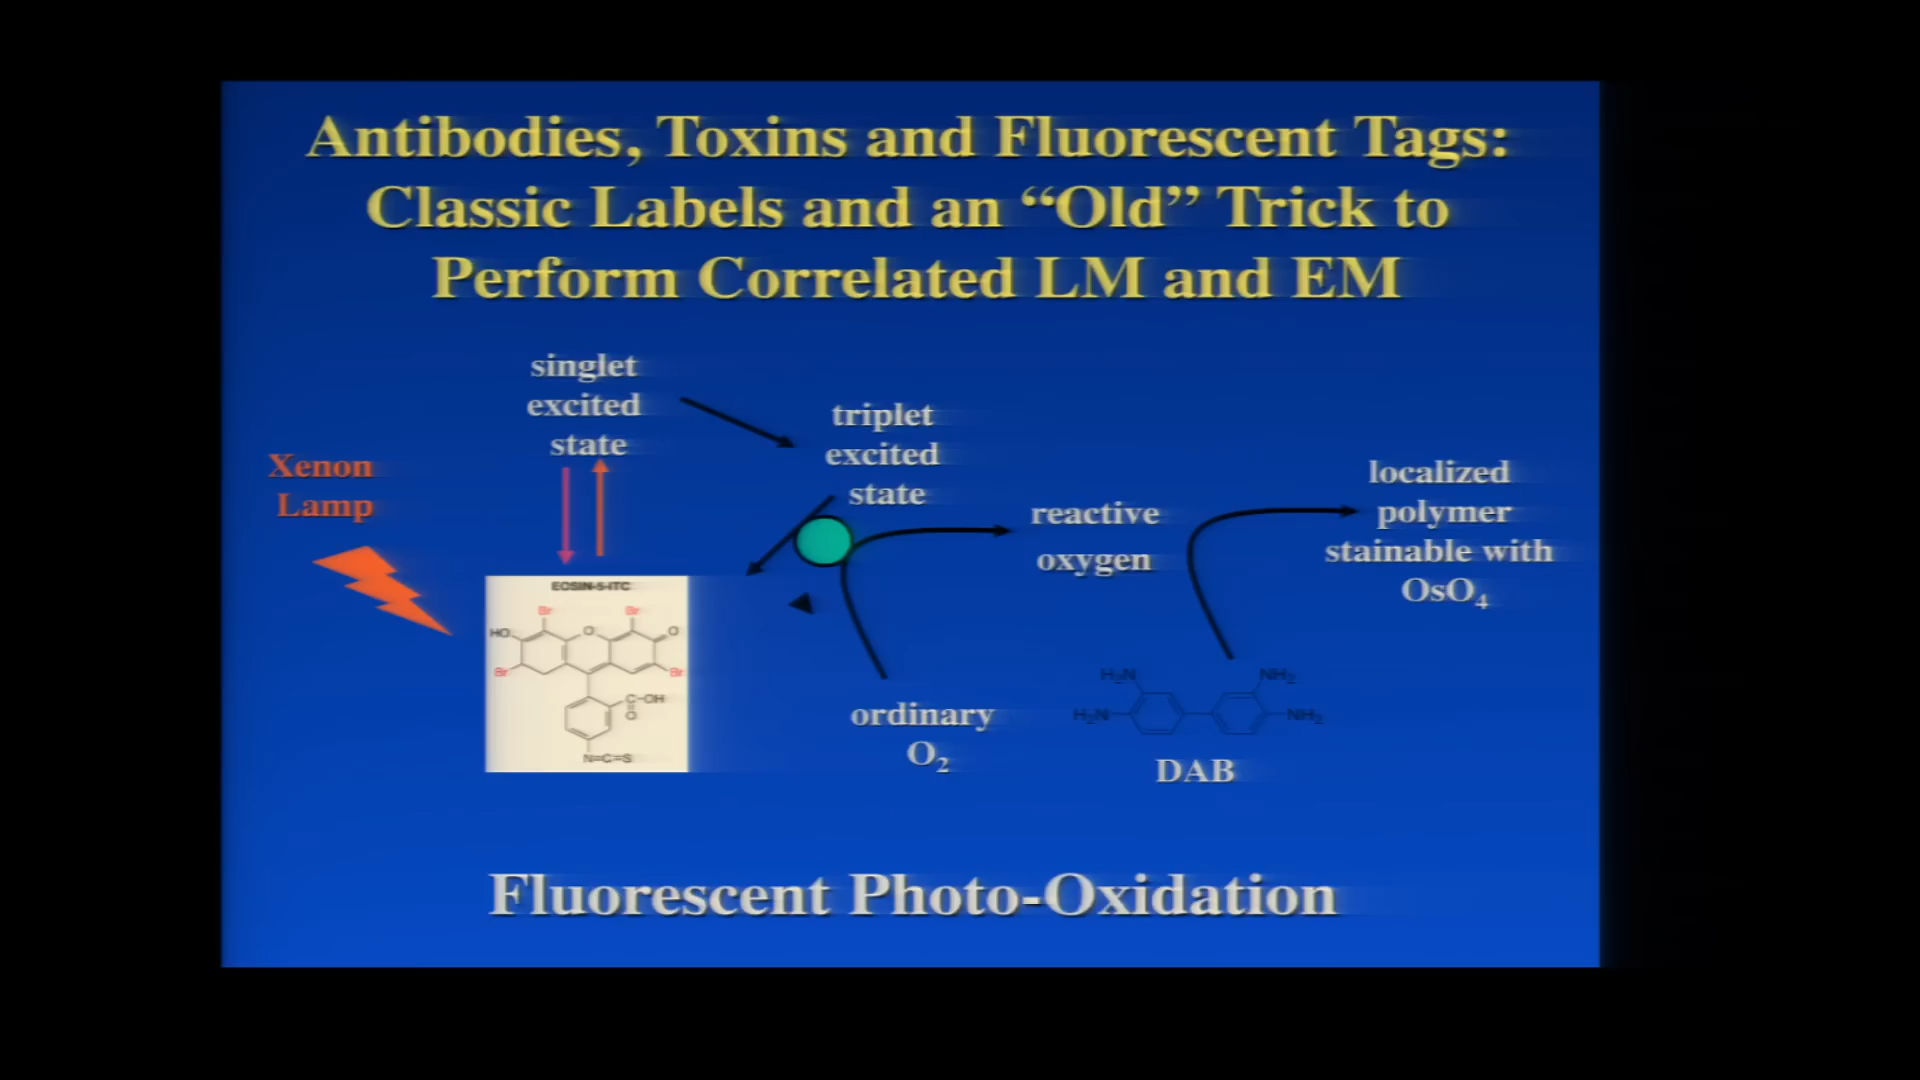 Antibodies, Toxins and Fluorescent Tags:
Classic Labels and an “Old” Trick to
Perform Correlated LM and EM
singlet
excited
state
triplet
excited
state
Xenon
Lamp
reactive
oxygen
localized
polymer
stainable with
OsO₄
EOSIN-5-ITC
Br
Br
HO
O
O
Br
Br
C-OH
O
N=C=S
ordinary
O₂
H₂N
NH₂
H₂N
NH₂
DAB
Fluorescent Photo-Oxidation